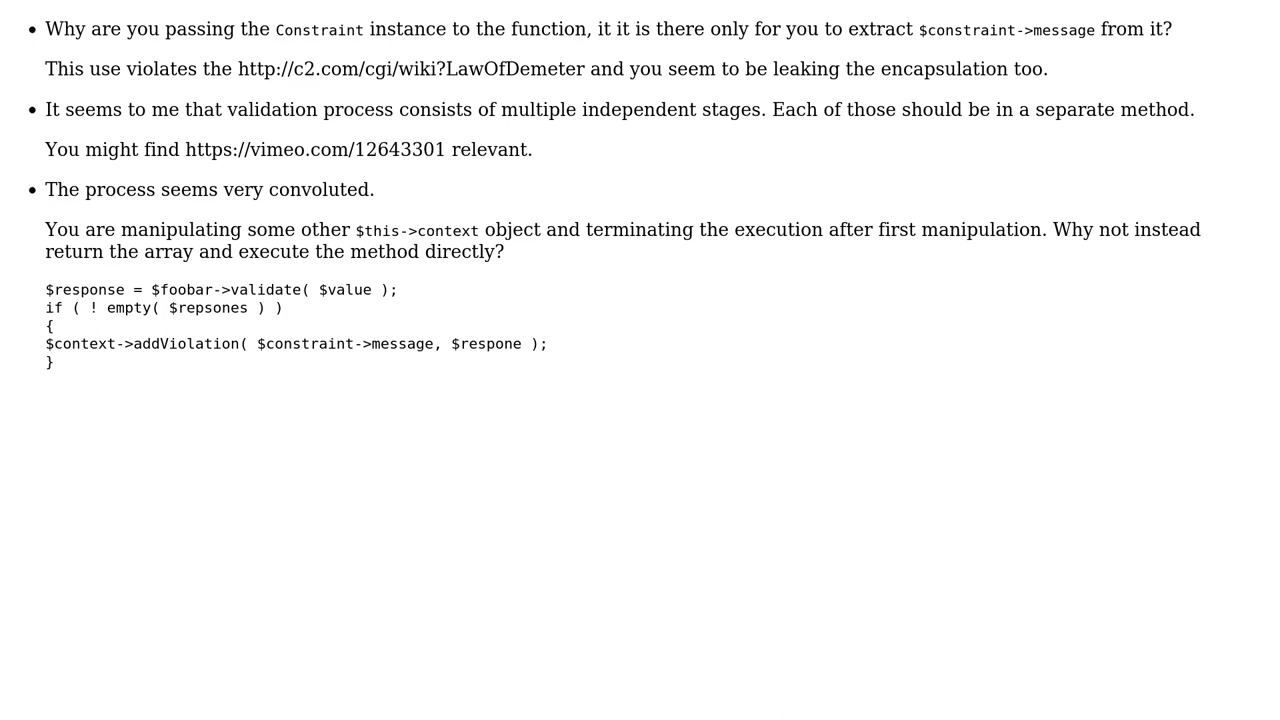 Why are you passing the Constraint instance to the function, it it is there only for you to extract $constraint->message from it?
This use violates the http://c2.com/cgi/wiki?LawOfDemeter and you seem to be leaking the encapsulation too.
It seems to me that validation process consists of multiple independent stages. Each of those should be in a separate method.
You might find https://vimeo.com/12643301 relevant.
The process seems very convoluted.
You are manipulating some other $this->context object and terminating the execution after first manipulation. Why not instead
return the array and execute the method directly?
$response = $foobar->validate( $value );
if ( ! empty( $repsones ) )
{
$context->addViolation( $constraint->message, $respone );
}